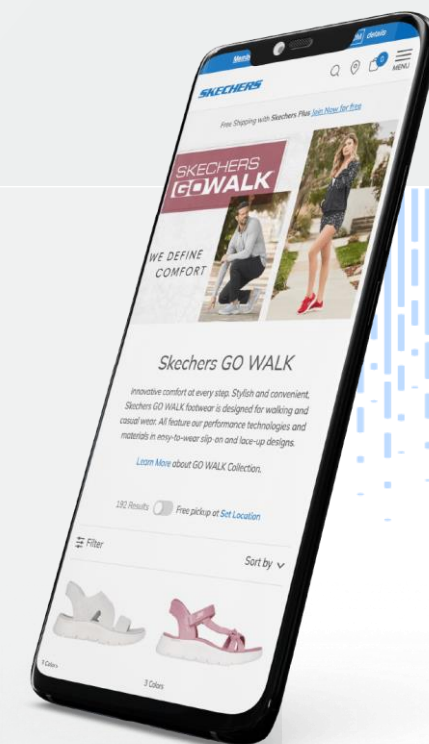 details
SKECHERS
0
MENU
Free Shipping with Skechers Plus Join Now for free
SKECHERS
GOWALK
WE DEFINE
COMFORT
Skechers GO WALK
Innovative comfort at every step. Stylish and convenient,
Skechers GO WALK footwear is designed for walking and
casual wear. All feature our performance technologies and
materials in easy-to-wear slip-on and lace-up designs.
Learn More about GO WALK Collection.
192 Results Free pickup at Set Location
Filter
Sort by
3 Colors
3 Colors